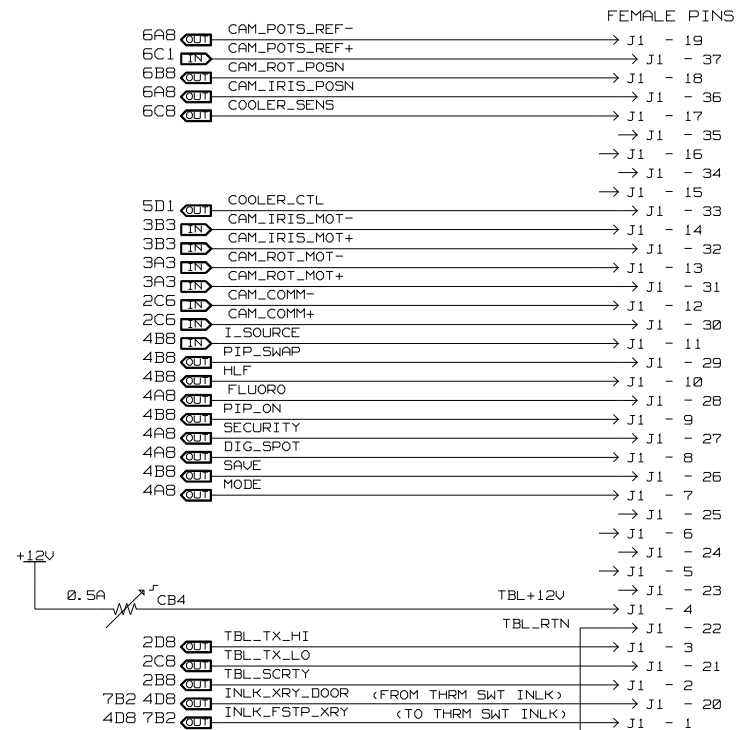 FEMALE PINS
6A8 OUT CAM_POTS_REF- J1 - 19
6C1 IN CAM_POTS_REF+ J1 - 37
6B8 OUT CAM_ROT_POSN J1 - 18
6A8 OUT CAM_IRIS_POSN J1 - 36
6C8 OUT COOLER_SENS J1 - 17
J1 - 35
J1 - 16
J1 - 34
J1 - 15
5D1 OUT COOLER_CTL J1 - 33
3B3 IN CAM_IRIS_MOT- J1 - 14
3B3 IN CAM_IRIS_MOT+ J1 - 32
3A3 IN CAM_ROT_MOT- J1 - 13
3A3 IN CAM_ROT_MOT+ J1 - 31
2C6 IN CAM_COMM- J1 - 12
2C6 IN CAM_COMM+ J1 - 30
4B8 IN I_SOURCE J1 - 11
4B8 OUT PIP_SWAP J1 - 29
4B8 OUT HLF J1 - 10
4A8 OUT FLUORO J1 - 28
4B8 OUT PIP_ON J1 - 9
4A8 OUT SECURITY J1 - 27
4A8 OUT DIG_SPOT J1 - 8
4B8 OUT SAVE J1 - 26
4A8 OUT MODE J1 - 7
J1 - 25
J1 - 6
+12V J1 - 24
J1 - 5
J1 - 23
0.5A CB4 TBL+12V J1 - 4
TBL_RTN J1 - 22
2D8 OUT TBL_TX_HI J1 - 3
2C8 OUT TBL_TX_LO J1 - 21
2B8 OUT TBL_SCRTY J1 - 2
7B2 4D8 OUT INLK_XRY_DOOR (FROM THRM SWT INLK) J1 - 20
4D8 7B2 OUT INLK_FSTP_XRY (TO THRM SWT INLK) J1 - 1